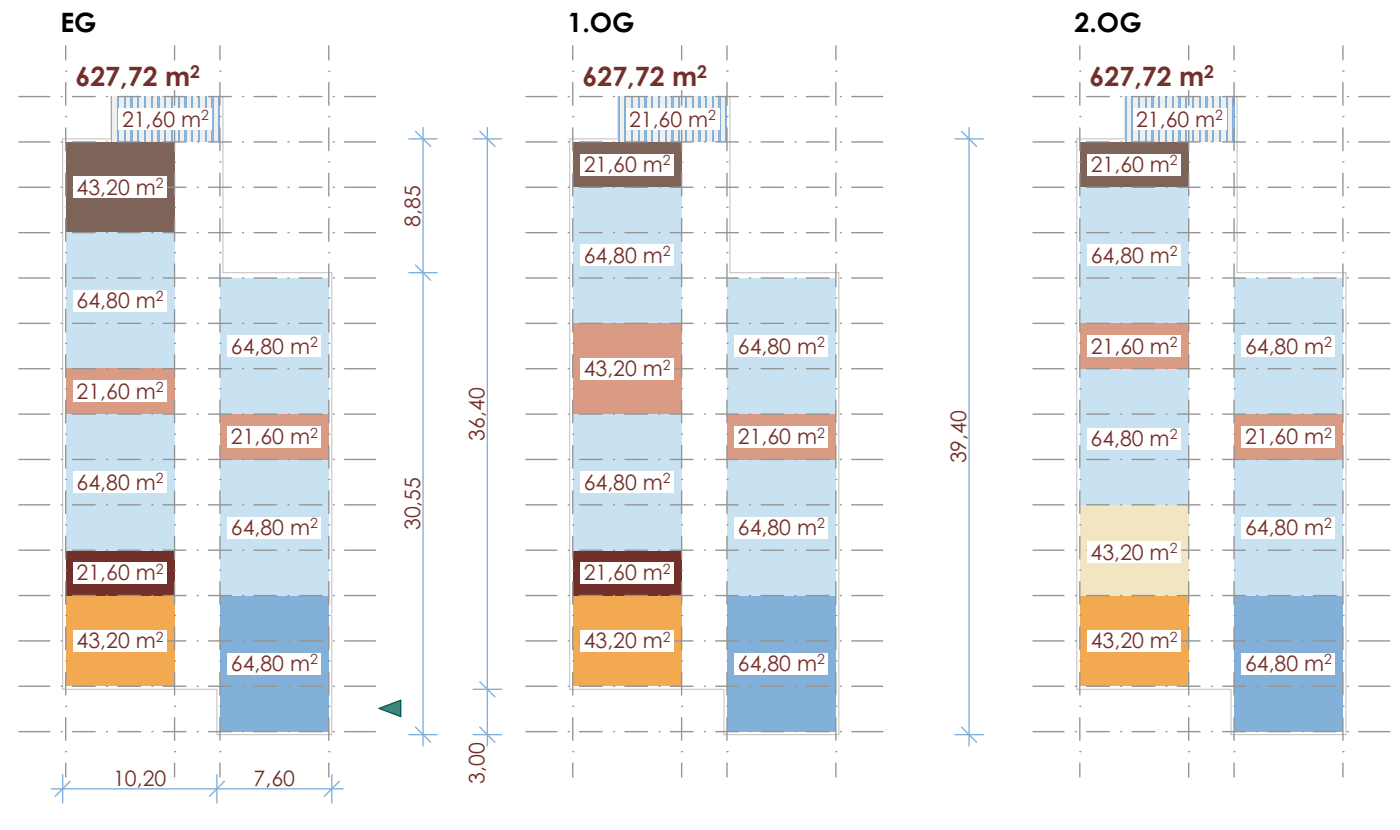 EG
627,72 m²
21,60 m²
43,20 m²
64,80 m²
64,80 m²
21,60 m²
21,60 m²
64,80 m²
64,80 m²
21,60 m²
43,20 m²
64,80 m²
10,20
7,60
8,85
30,55
36,40
3,00
1.OG
627,72 m²
21,60 m²
21,60 m²
64,80 m²
64,80 m²
43,20 m²
21,60 m²
64,80 m²
64,80 m²
21,60 m²
43,20 m²
64,80 m²
39,40
2.OG
627,72 m²
21,60 m²
21,60 m²
64,80 m²
21,60 m²
64,80 m²
64,80 m²
21,60 m²
64,80 m²
43,20 m²
43,20 m²
64,80 m²